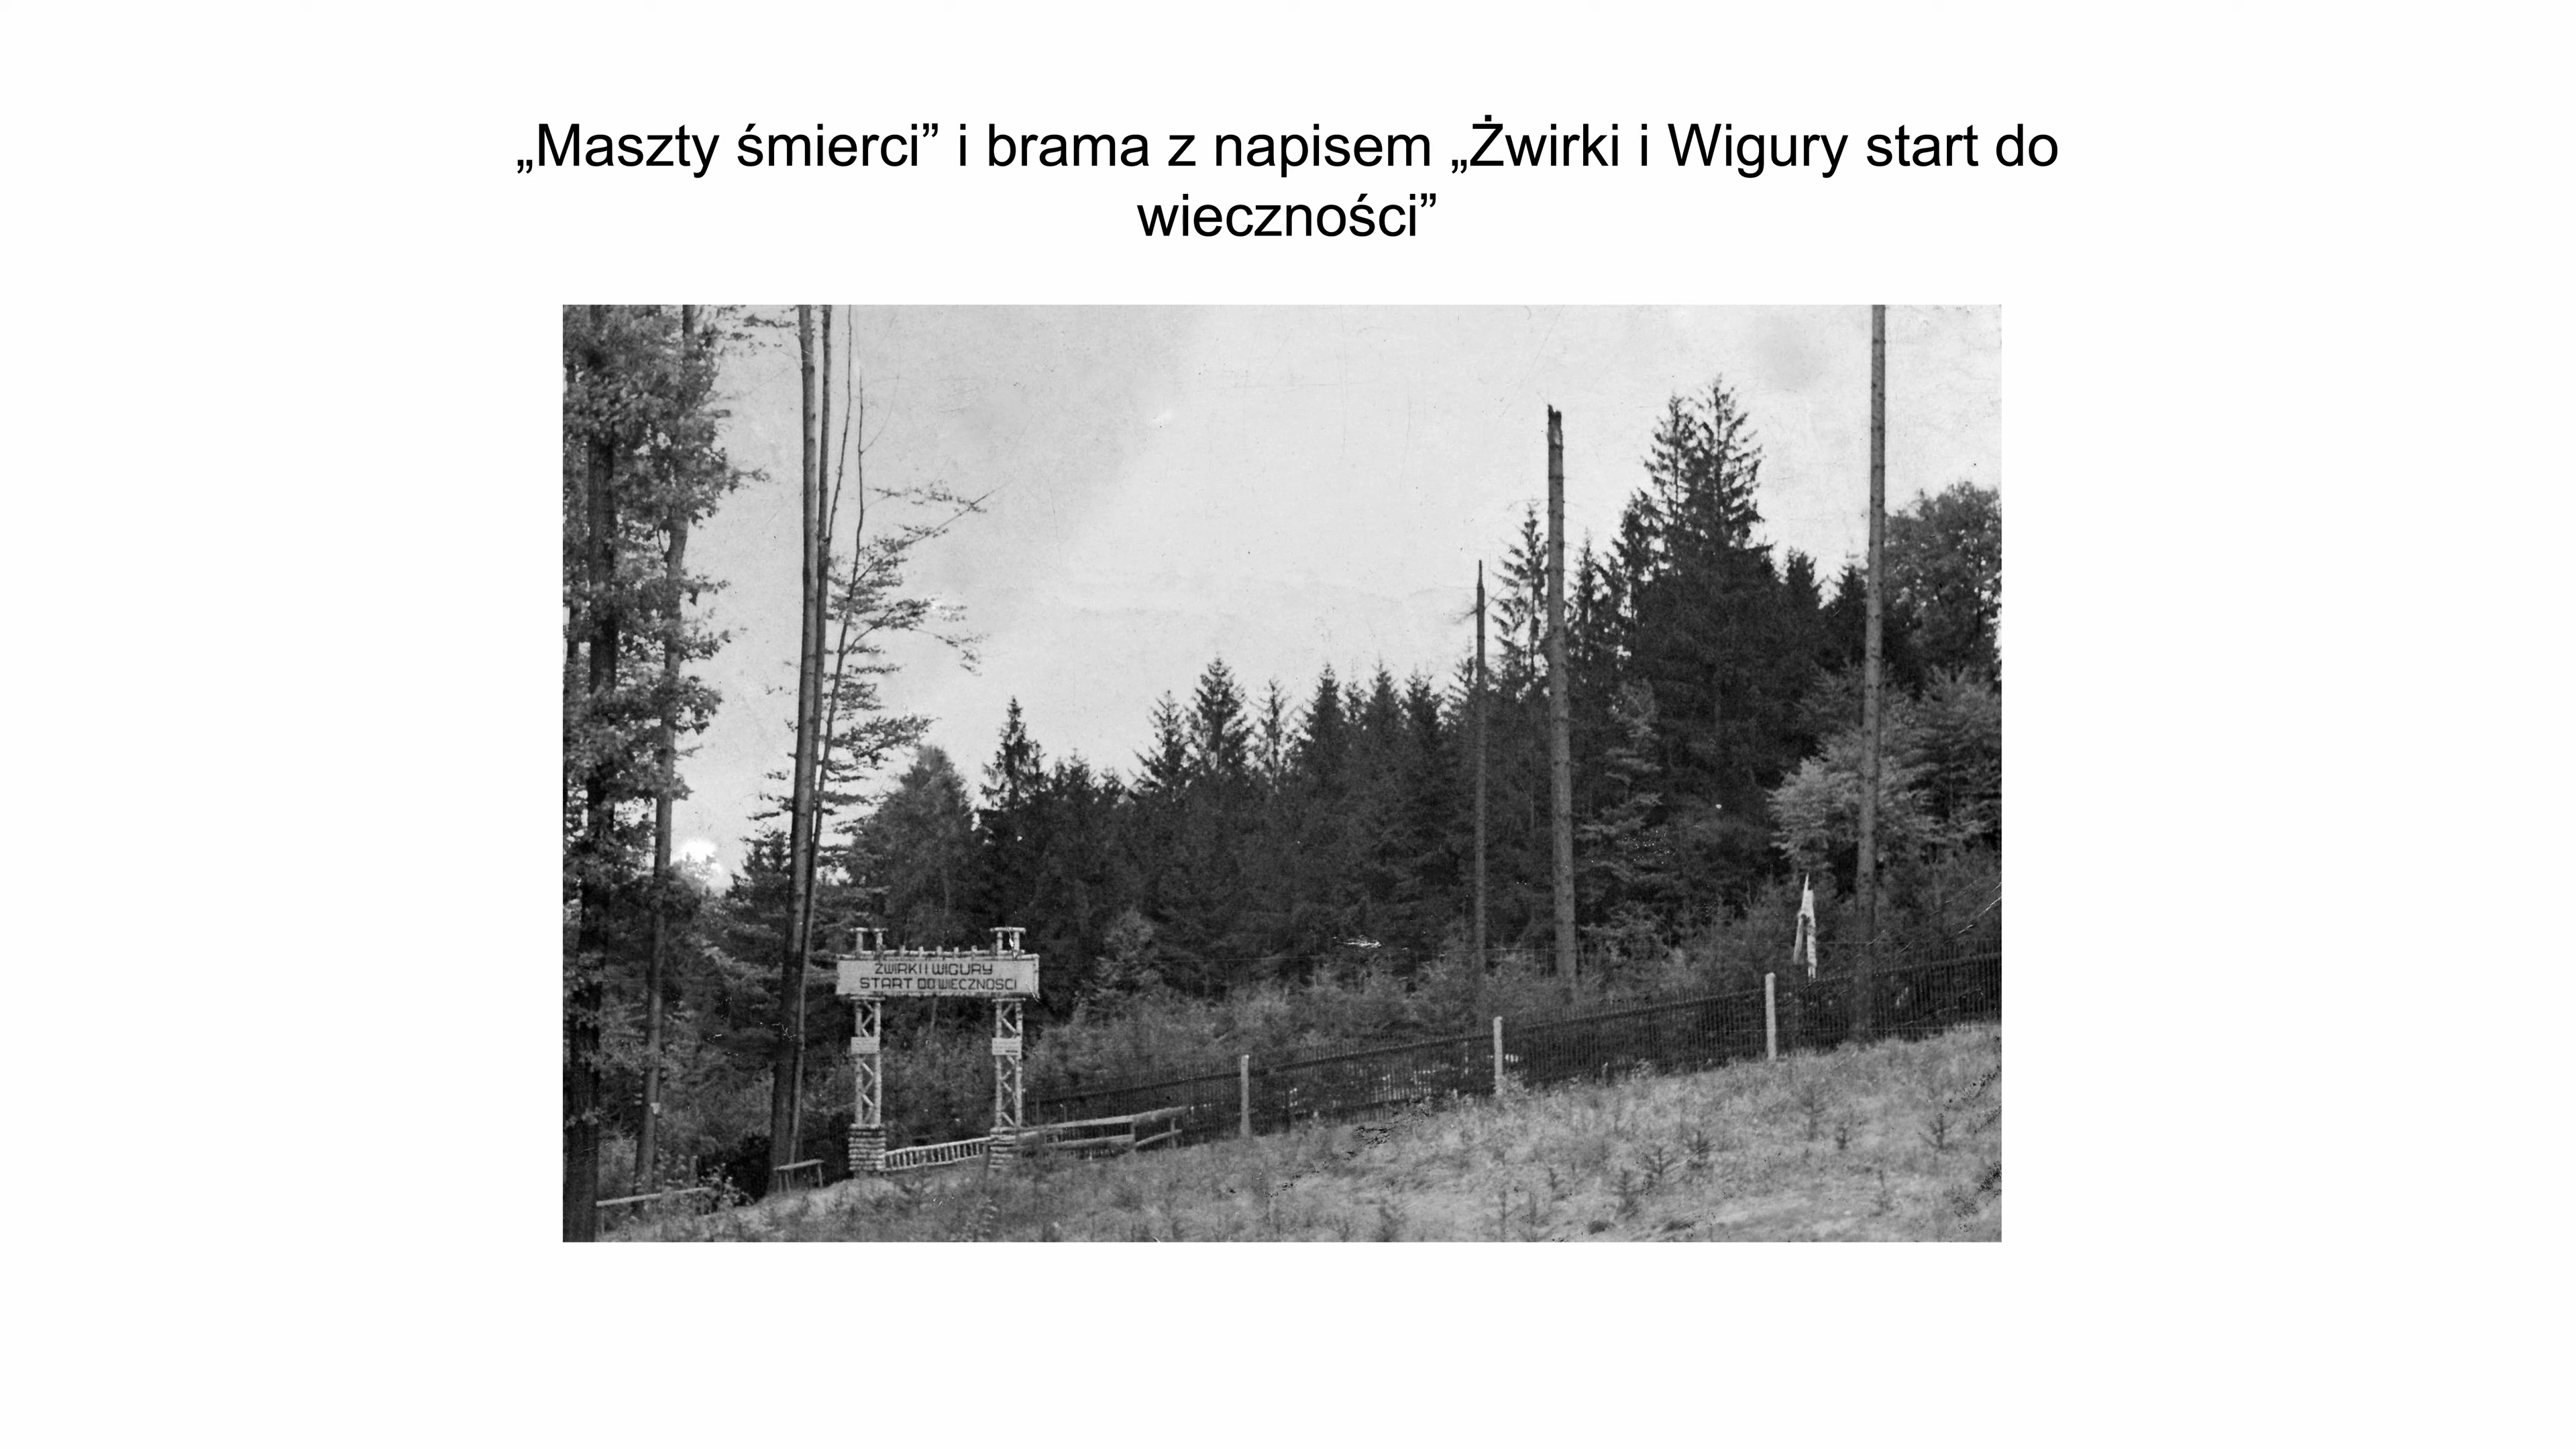 „Maszty śmierci” i brama z napisem „Żwirki i Wigury start do
wieczności”
ŻWIRKI I WIGURY
START DO WIECZNOŚCI